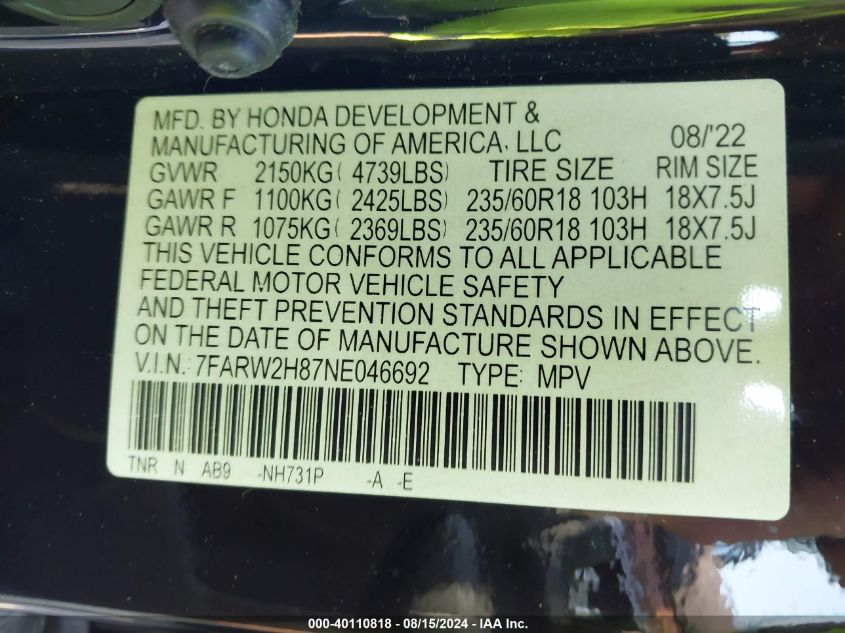 MFD. BY HONDA DEVELOPMENT &
MANUFACTURING OF AMERICA, LLC 08/'22
GVWR 2150KG( 4739LBS) TIRE SIZE RIM SIZE
GAWR F 1100KG( 2425LBS) 235/60R18 103H 18X7.5J
GAWR R 1075KG( 2369LBS) 235/60R18 103H 18X7.5J
THIS VEHICLE CONFORMS TO ALL APPLICABLE
FEDERAL MOTOR VEHICLE SAFETY
AND THEFT PREVENTION STANDARDS IN EFFECT
ON THE DATE OF MANUFACTURE SHOWN ABOVE.
V.I.N.: 7FARW2H87NE046692 TYPE: MPV
TNR N AB9 -NH731P -A -E
000-40110818 - 08/15/2024 - IAA Inc.